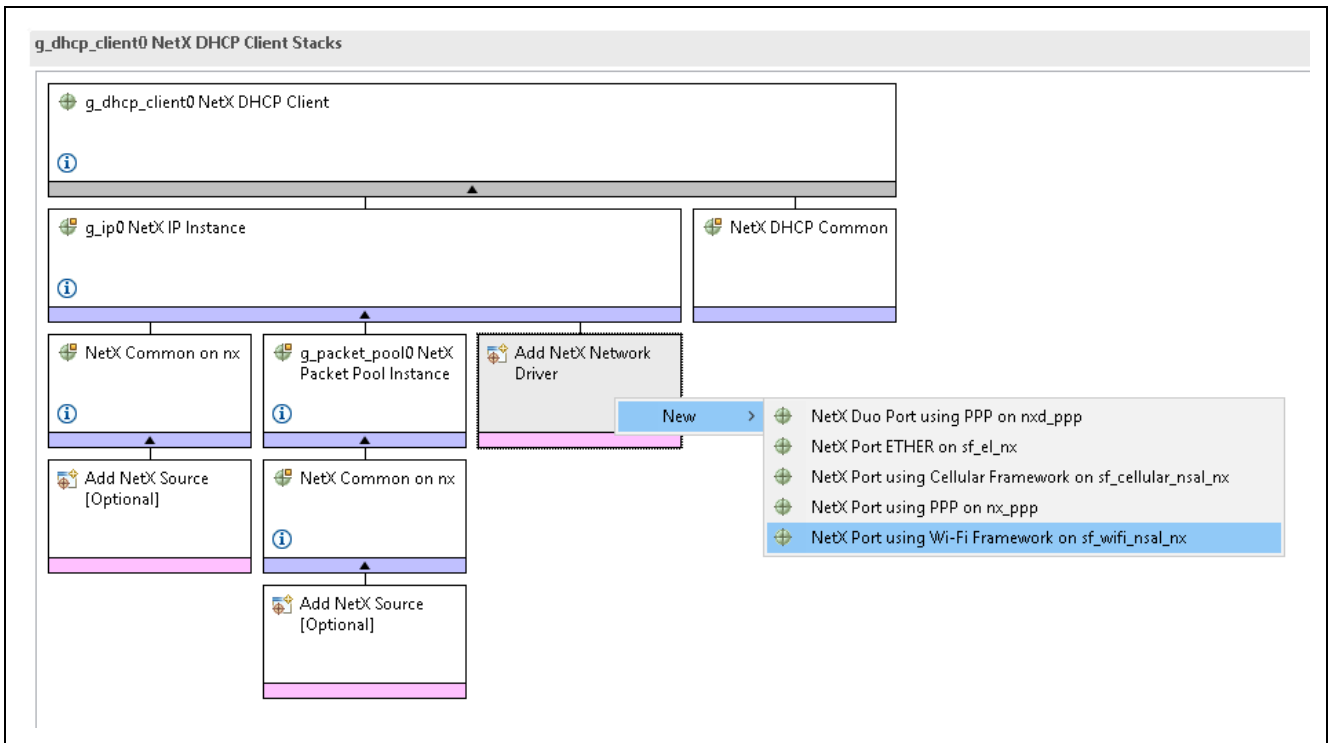 g_dhcp_client0 NetX DHCP Client Stacks
g_dhcp_client0 NetX DHCP Client
g_ip0 NetX IP Instance
NetX DHCP Common
NetX Common on nx
g_packet_pool0 NetX
Packet Pool Instance
Add NetX Network
Driver
New
NetX Duo Port using PPP on nxd_ppp
NetX Port ETHER on sf_el_nx
NetX Port using Cellular Framework on sf_cellular_nsal_nx
NetX Port using PPP on nx_ppp
NetX Port using Wi-Fi Framework on sf_wifi_nsal_nx
Add NetX Source
[Optional]
NetX Common on nx
Add NetX Source
[Optional]